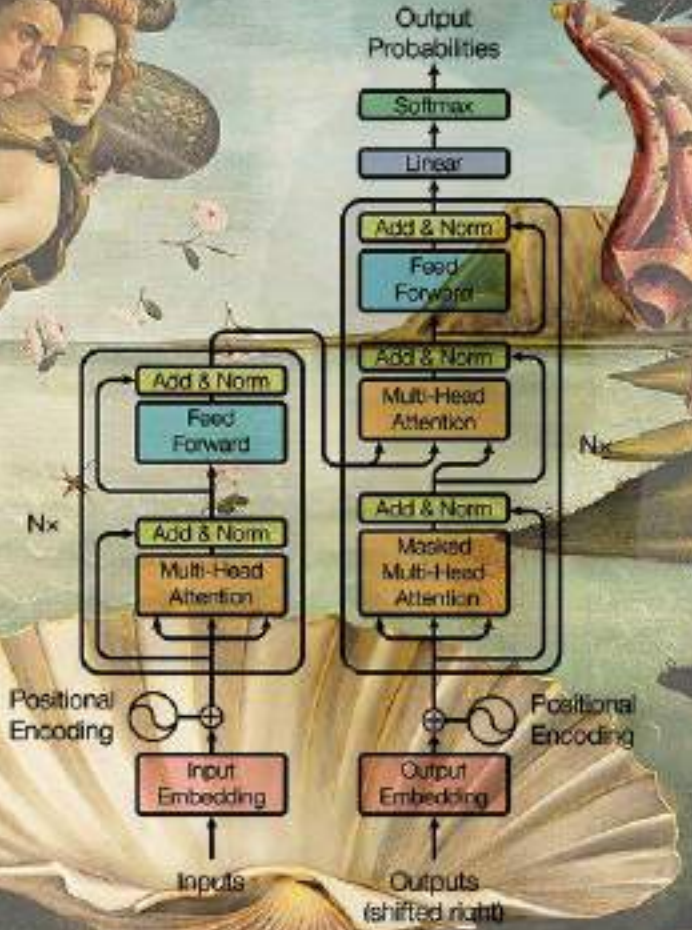 Output
Probabilities
Softmax
Linear
Add & Norm
Feed
Forward
Add & Norm
Multi-Head
Attention
Nx
Add & Norm
Masked
Multi-Head
Attention
Add & Norm
Feed
Forward
Nx
Add & Norm
Multi-Head
Attention
Positional
Encoding
Positional
Encoding
Input
Embedding
Output
Embedding
Inputs
Outputs
(shifted right)